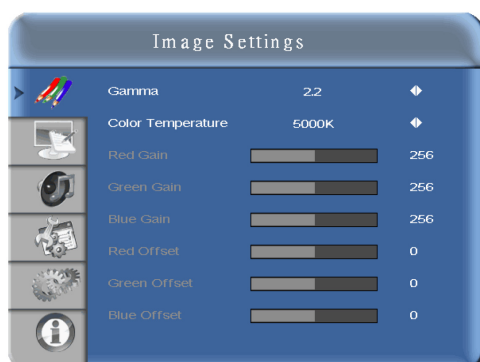 Image Settings
Gamma 2.2
Color Temperature 5000K
Red Gain 256
Green Gain 256
Blue Gain 256
Red Offset 0
Green Offset 0
Blue Offset 0